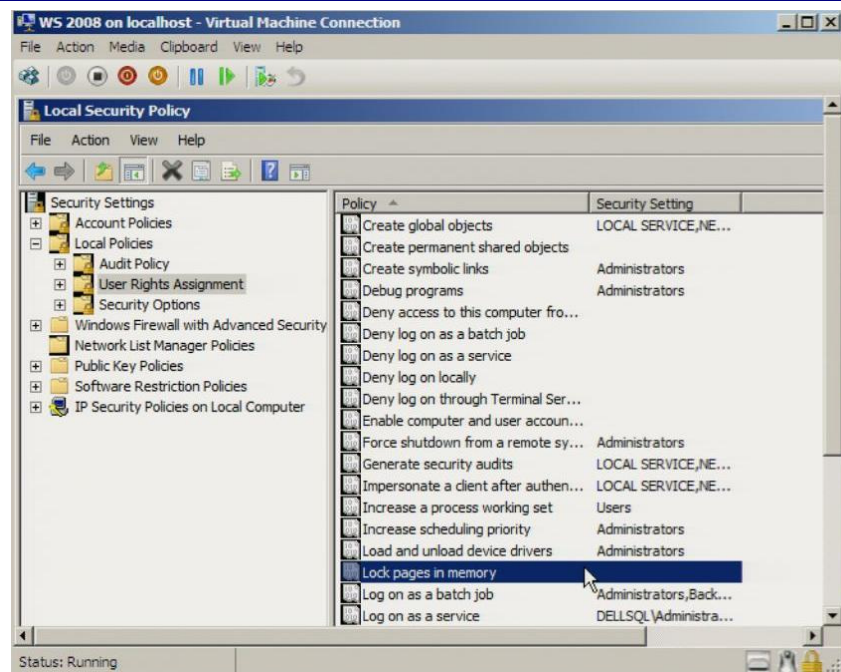 WS 2008 on localhost - Virtual Machine Connection
File Action Media Clipboard View Help
Local Security Policy
File Action View Help
Security Settings
Account Policies
Local Policies
Audit Policy
User Rights Assignment
Security Options
Windows Firewall with Advanced Security
Network List Manager Policies
Public Key Policies
Software Restriction Policies
IP Security Policies on Local Computer
Policy Security Setting
Create global objects LOCAL SERVICE,NE...
Create permanent shared objects
Create symbolic links Administrators
Debug programs Administrators
Deny access to this computer fro...
Deny log on as a batch job
Deny log on as a service
Deny log on locally
Deny log on through Terminal Ser...
Enable computer and user accoun...
Force shutdown from a remote sy... Administrators
Generate security audits LOCAL SERVICE,NE...
Impersonate a client after authen... LOCAL SERVICE,NE...
Increase a process working set Users
Increase scheduling priority Administrators
Load and unload device drivers Administrators
Lock pages in memory
Log on as a batch job Administrators,Back...
Log on as a service DELLSQL\Administra...
Status: Running